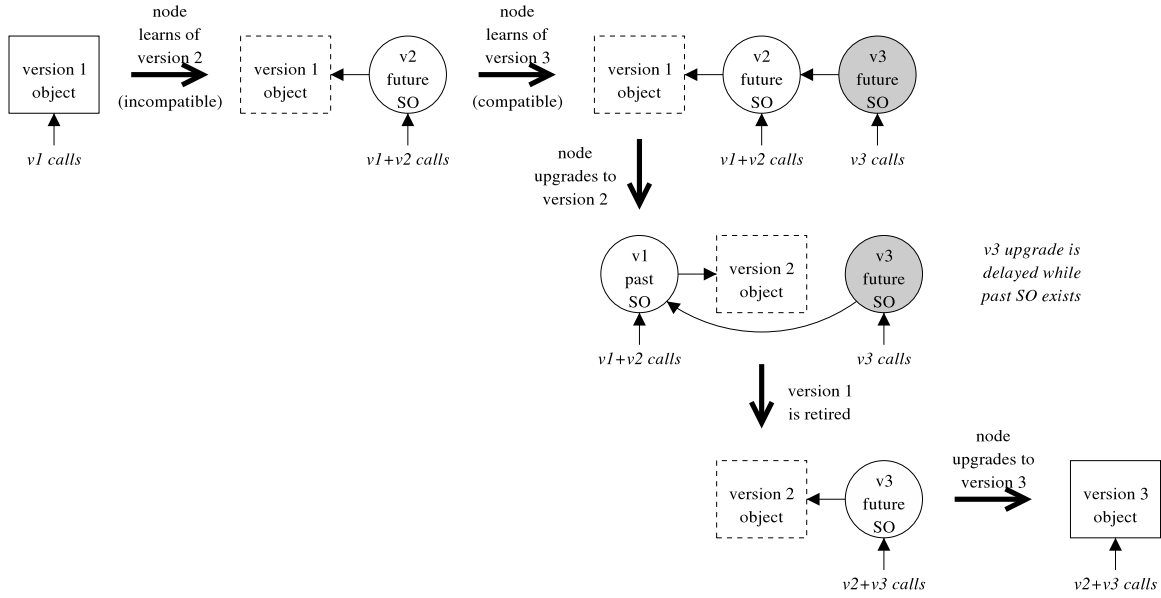 node
learns of
version 2
(incompatible)
node
learns of
version 3
(compatible)
version 1
object
v1 calls
version 1
object
v2
future
SO
v1+v2 calls
version 1
object
v2
future
SO
v1+v2 calls
v3
future
SO
v3 calls
node
upgrades to
version 2
v1
past
SO
v1+v2 calls
version 2
object
v3
future
SO
v3 calls
v3 upgrade is
delayed while
past SO exists
version 1
is retired
version 2
object
v3
future
SO
v2+v3 calls
node
upgrades to
version 3
version 3
object
v2+v3 calls